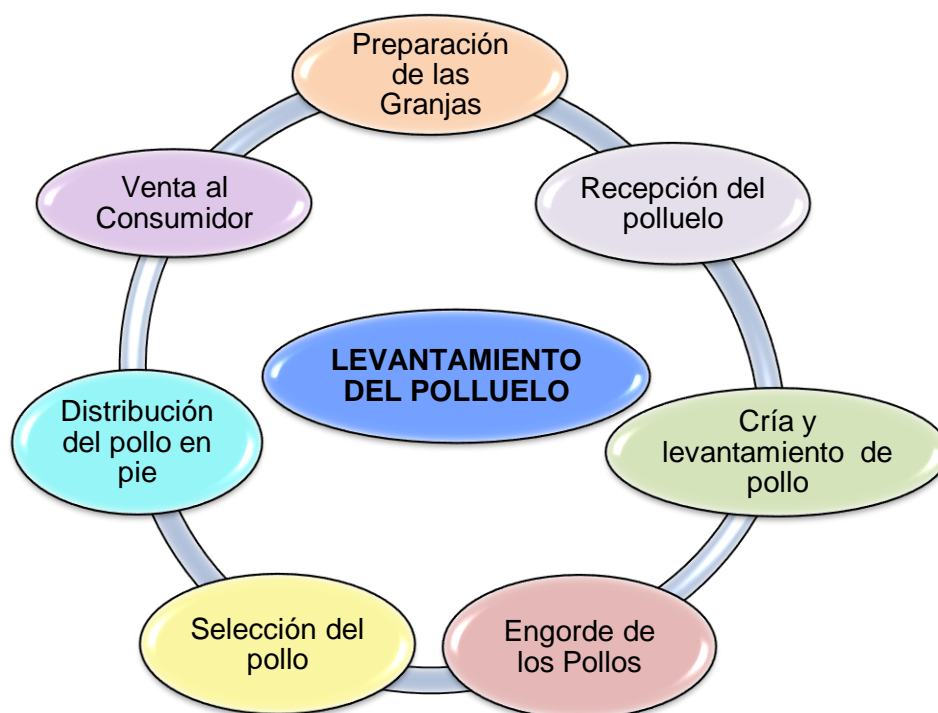 Preparación
de las
Granjas
Recepción del
polluelo
Cría y
levantamiento de
pollo
Engorde de
los Pollos
Selección del
pollo
Distribución
del pollo en
pie
Venta al
Consumidor
LEVANTAMIENTO
DEL POLLUELO